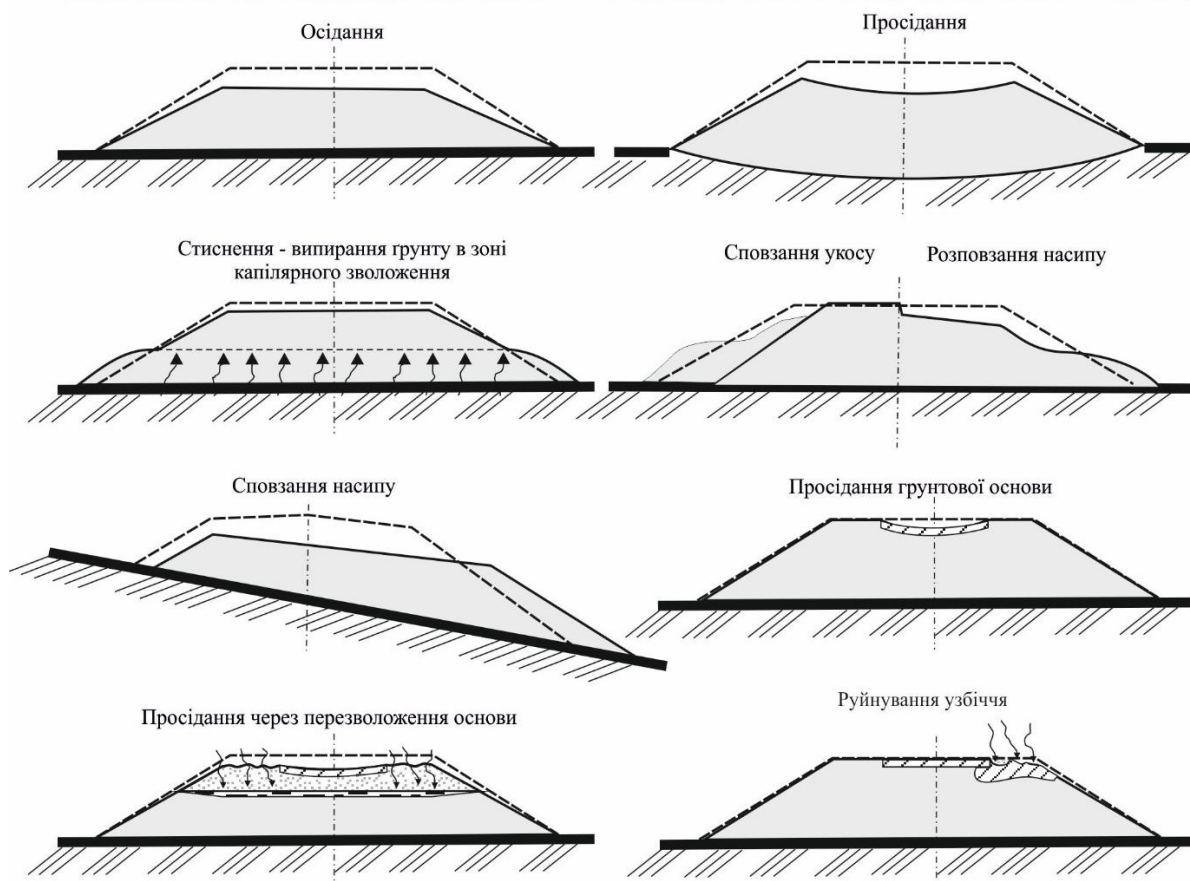 Осідання
Просідання
Стиснення - випирання ґрунту в зоні
капілярного зволоження
Сповзання укосу
Розповзання насипу
Сповзання насипу
Просідання грунтової основи
Просідання через перезволоження основи
Руйнування узбіччя